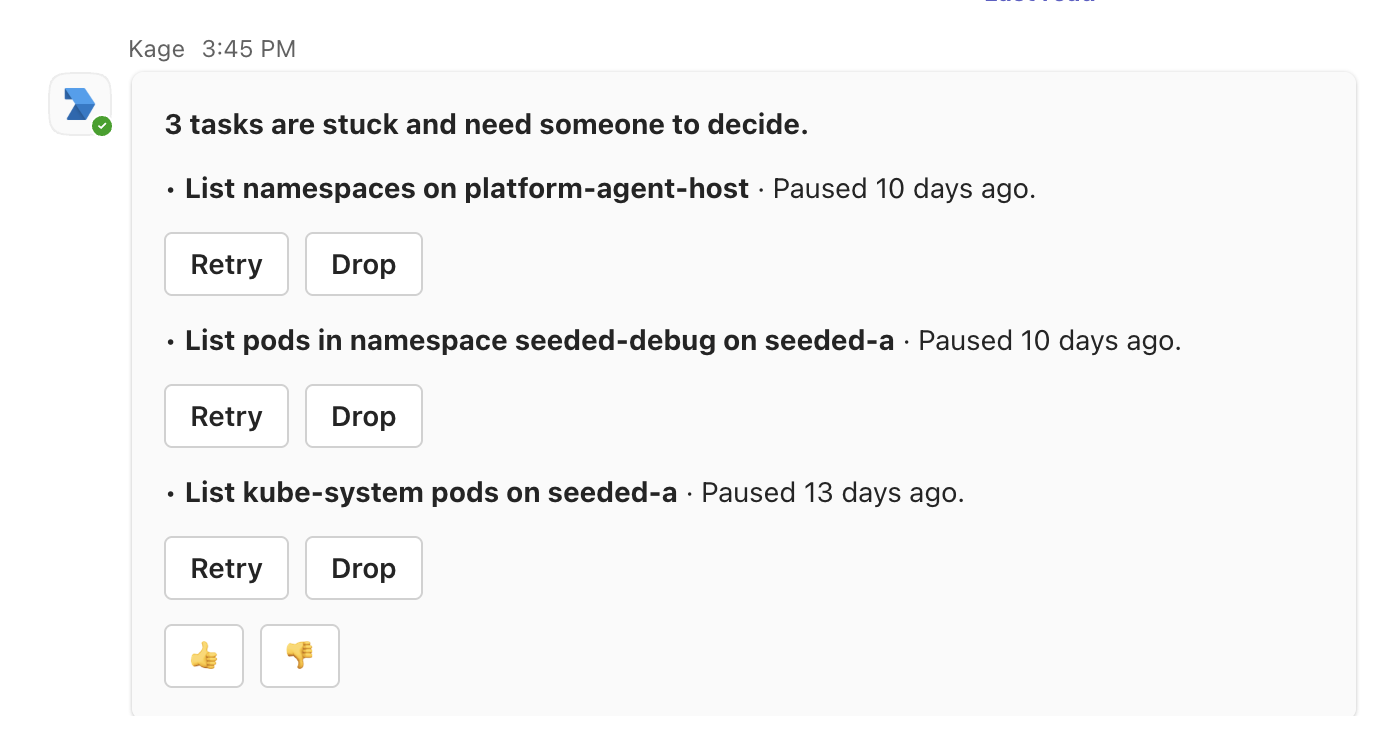 Kage 3:45 PM
3 tasks are stuck and need someone to decide.
• List namespaces on platform-agent-host · Paused 10 days ago.
Retry Drop
• List pods in namespace seeded-debug on seeded-a · Paused 10 days ago.
Retry Drop
• List kube-system pods on seeded-a · Paused 13 days ago.
Retry Drop